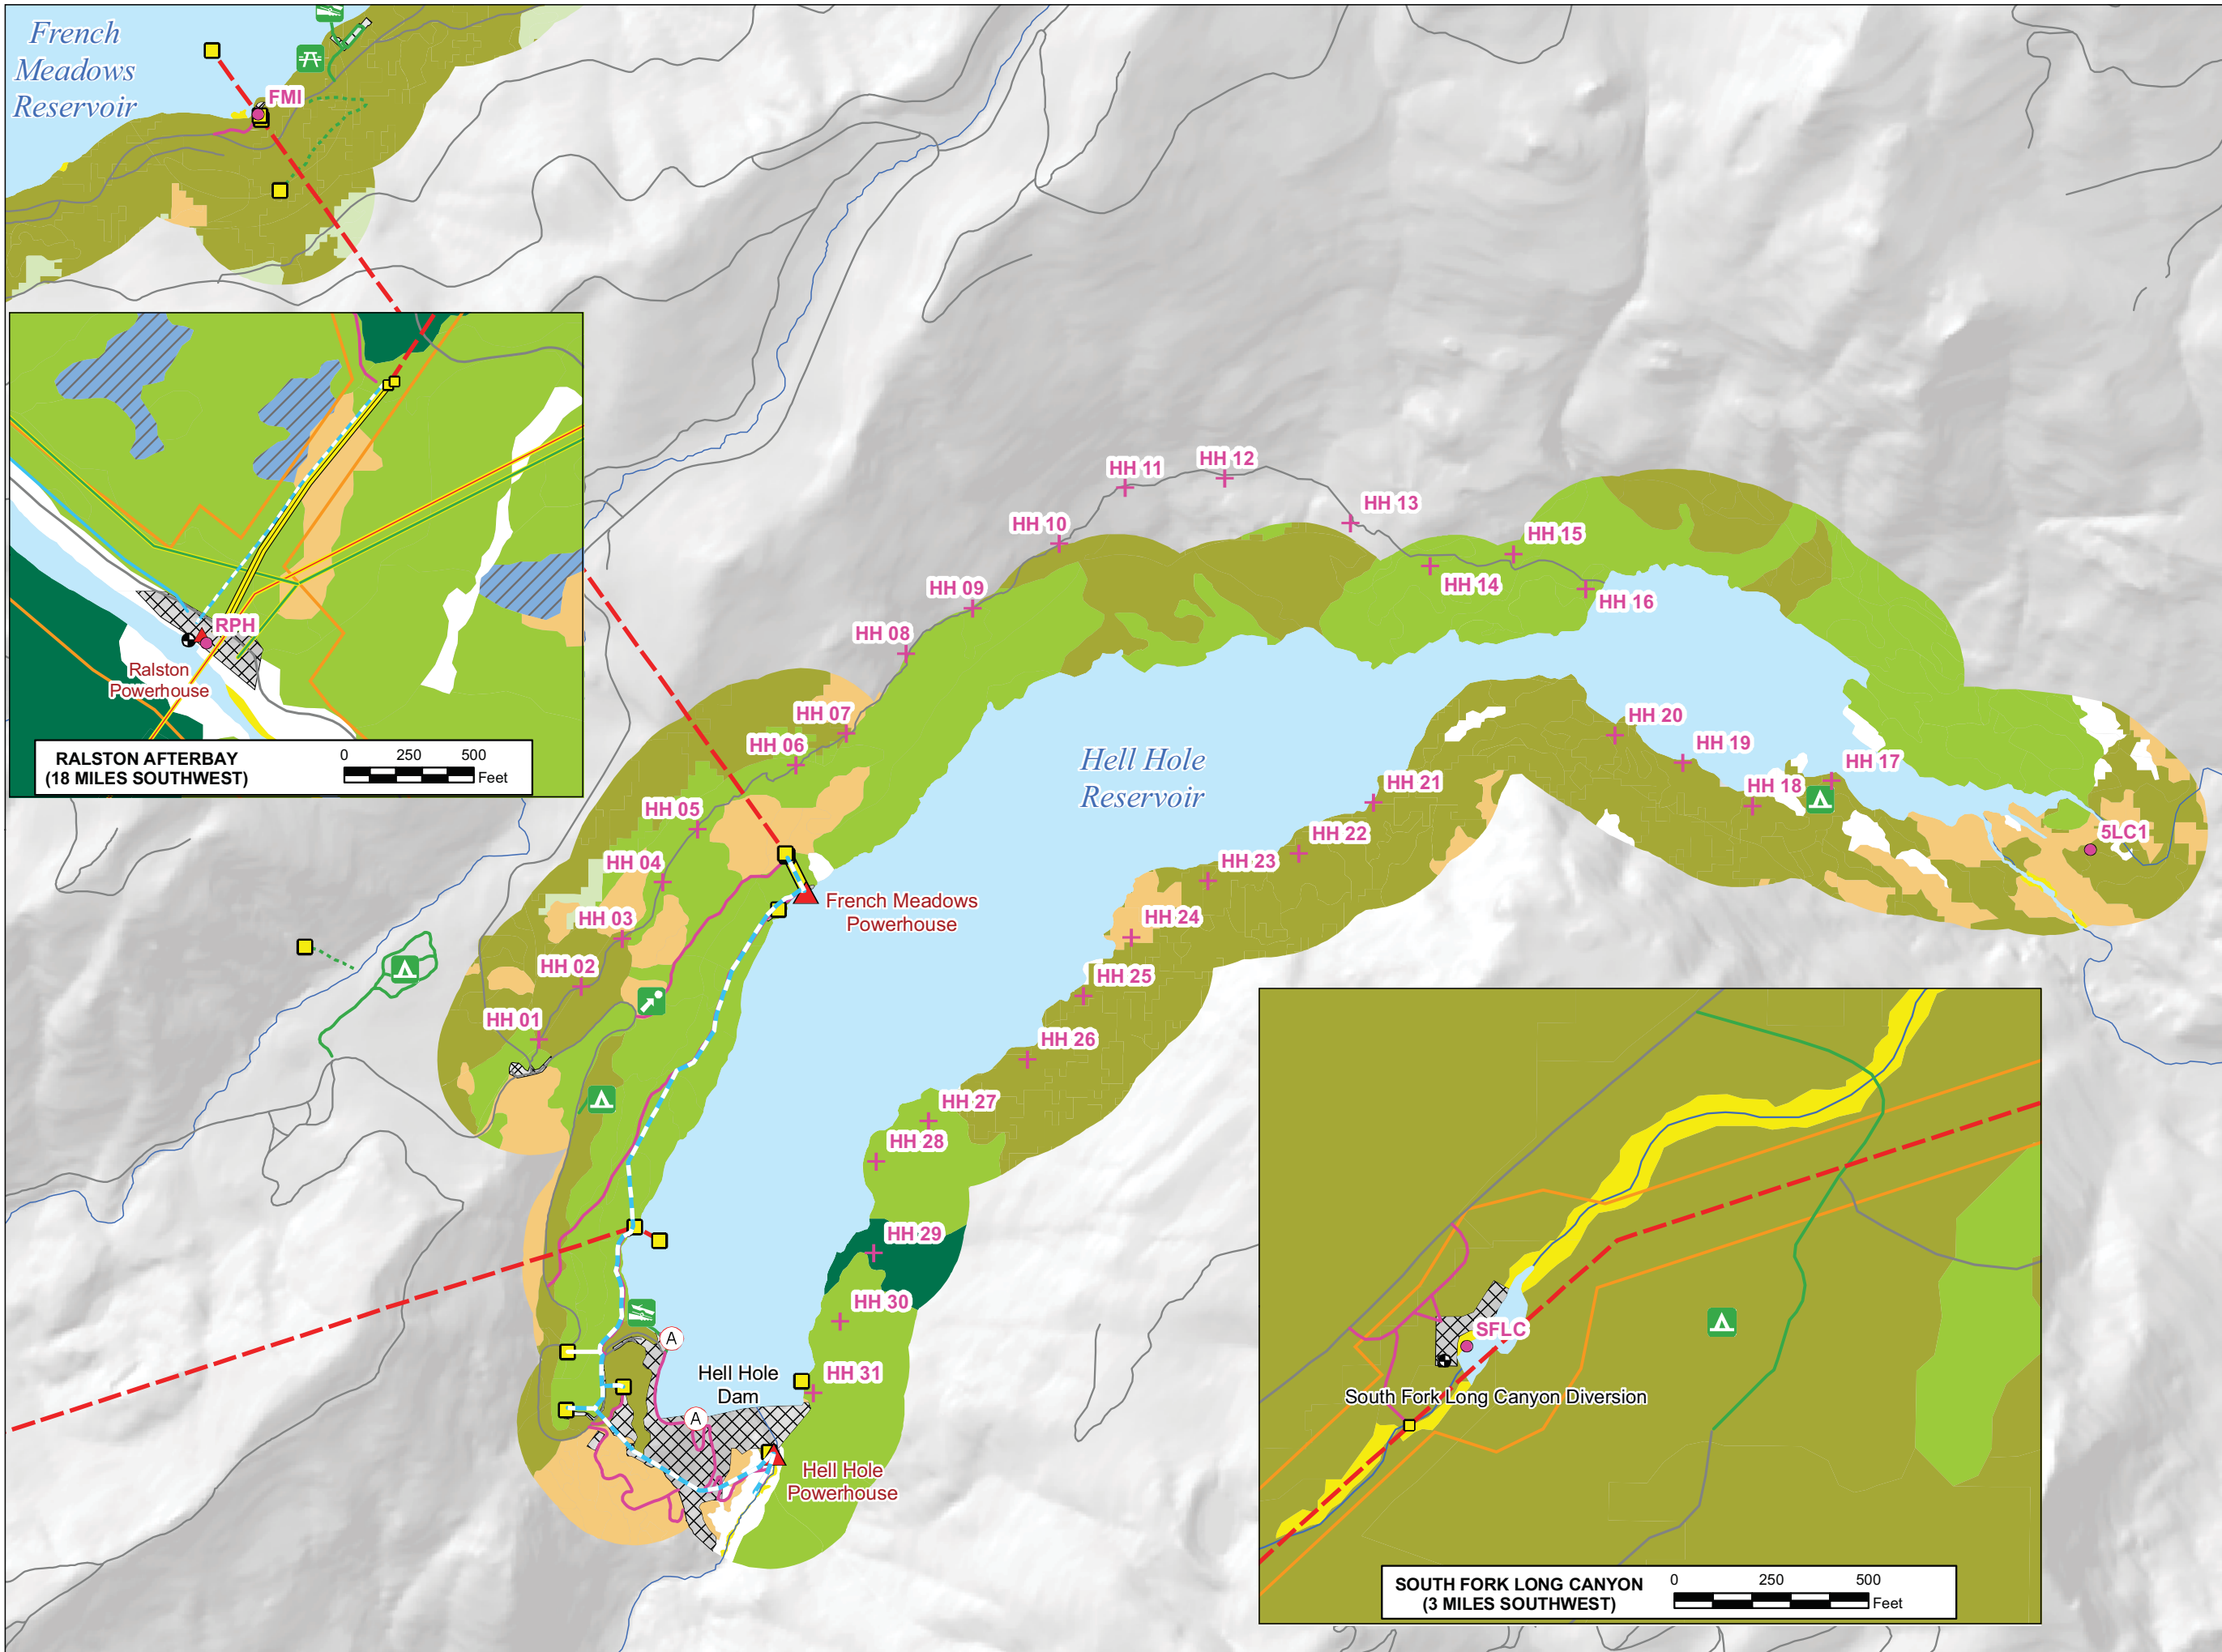 French
Meadows
Reservoir
FMI
RPH
Ralston
Powerhouse
RALSTON AFTERBAY
(18 MILES SOUTHWEST)
0 250 500
Feet
HH 11
HH 12
HH 13
HH 10
HH 15
HH 14
HH 16
HH 09
HH 08
HH 07
HH 06
HH 05
HH 04
HH 03
HH 02
HH 01
Hell Hole
Reservoir
HH 20
HH 19
HH 17
HH 18
5LC1
HH 21
HH 22
HH 23
HH 24
HH 25
HH 26
HH 27
HH 28
HH 29
HH 30
HH 31
French Meadows
Powerhouse
A
Hell Hole
Dam
A
Hell Hole
Powerhouse
SFLC
South Fork Long Canyon Diversion
SOUTH FORK LONG CANYON
(3 MILES SOUTHWEST)
0 250 500
Feet